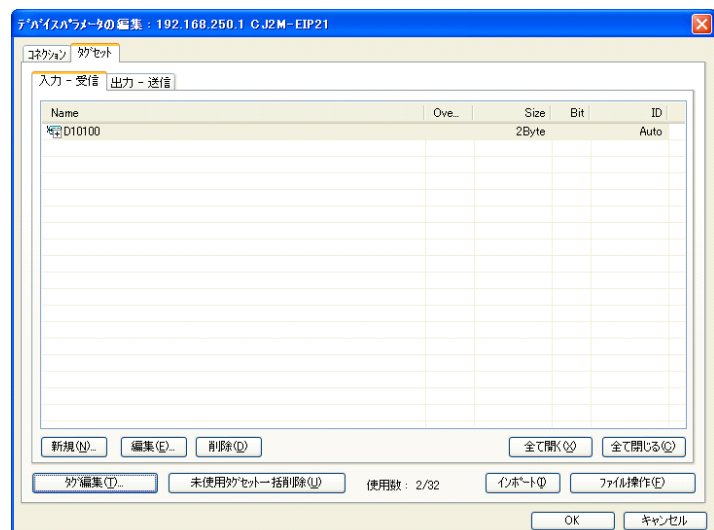 ﾃﾞﾊﾞｲｽﾊﾟﾗﾒｰﾀの編集 : 192.168.250.1 CJ2M-EIP21
ｺﾈｸｼｮﾝ ﾀｸﾞｾｯﾄ
入力 - 受信 出力 - 送信
Name Ove... Size Bit ID
D10100 2Byte Auto
新規(N)... 編集(E)... 削除(D) 全て開く(X) 全て閉じる(C)
ﾀｸﾞ編集(T)... 未使用ﾀｸﾞｾｯﾄ一括削除(U) 使用数 : 2/32 ｲﾝﾎﾟｰﾄ(I) ﾌｧｲﾙ操作(F)
OK ｷｬﾝｾﾙ